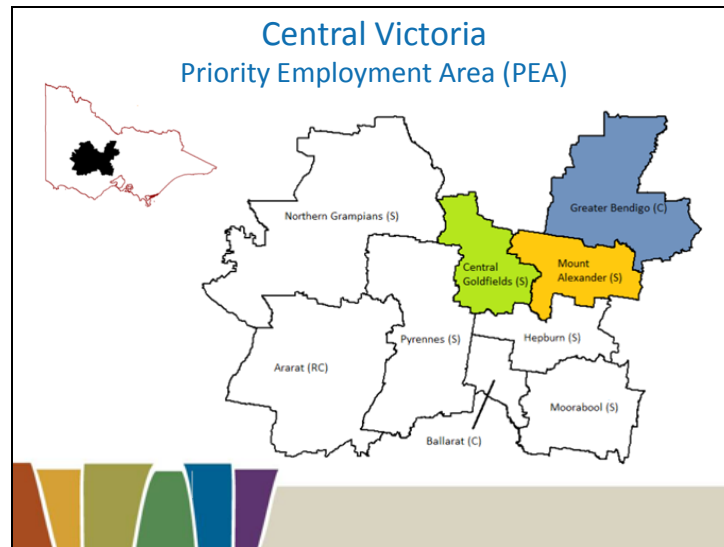 Central Victoria
Priority Employment Area (PEA)
Northern Grampians (S)
Greater Bendigo (C)
Central
Goldfields (S)
Mount
Alexander (S)
Pyrennes (S)
Hepburn (S)
Ararat (RC)
Moorabool (S)
Ballarat (C)